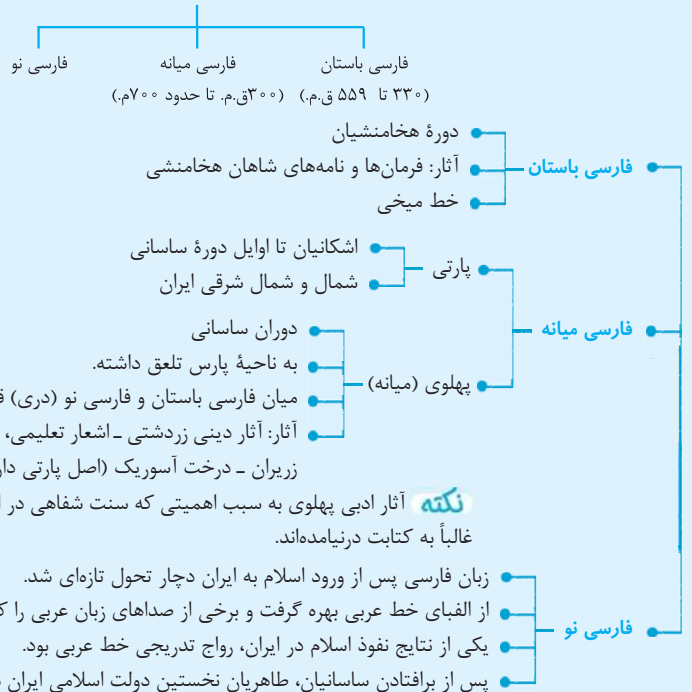 فارسی باستان
فارسی میانه
فارسی نو
(۵۵۹ تا ۳۳۰ ق.م.)
(۳۰۰ق.م. تا حدود ۷۰۰م.)
فارسی باستان
دورهٔ هخامنشیان
آثار: فرمان‌ها و نامه‌های شاهان هخامنشی
خط میخی
فارسی میانه
پارتی
اشکانیان تا اوایل دورهٔ ساسانی
شمال و شمال شرقی ایران
پهلوی (میانه)
دوران ساسانی
به ناحیهٔ پارس تلعق داشته.
میان فارسی باستان و فارسی نو (دری)
آثار: آثار دینی زردشتی ـ اشعار تعلیمی،
زریران ـ درخت آسوریک (اصل پارتی
نکته آثار ادبی پهلوی به سبب اهمیتی که سنت شفاهی در
غالباً به کتابت درنیامده‌اند.
فارسی نو
زبان فارسی پس از ورود اسلام به ایران دچار تحول تازه‌ای شد.
از الفبای خط عربی بهره گرفت و برخی از صداهای زبان عربی را
یکی از نتایج نفوذ اسلام در ایران، رواج تدریجی خط عربی بود.
پس از برافتادن ساسانیان، طاهریان نخستین دولت اسلامی ایران